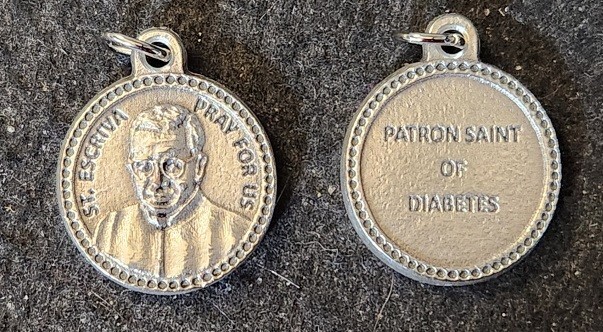 ST. ESCRIVA PRAY FOR US
PATRON SAINT
OF
DIABETES